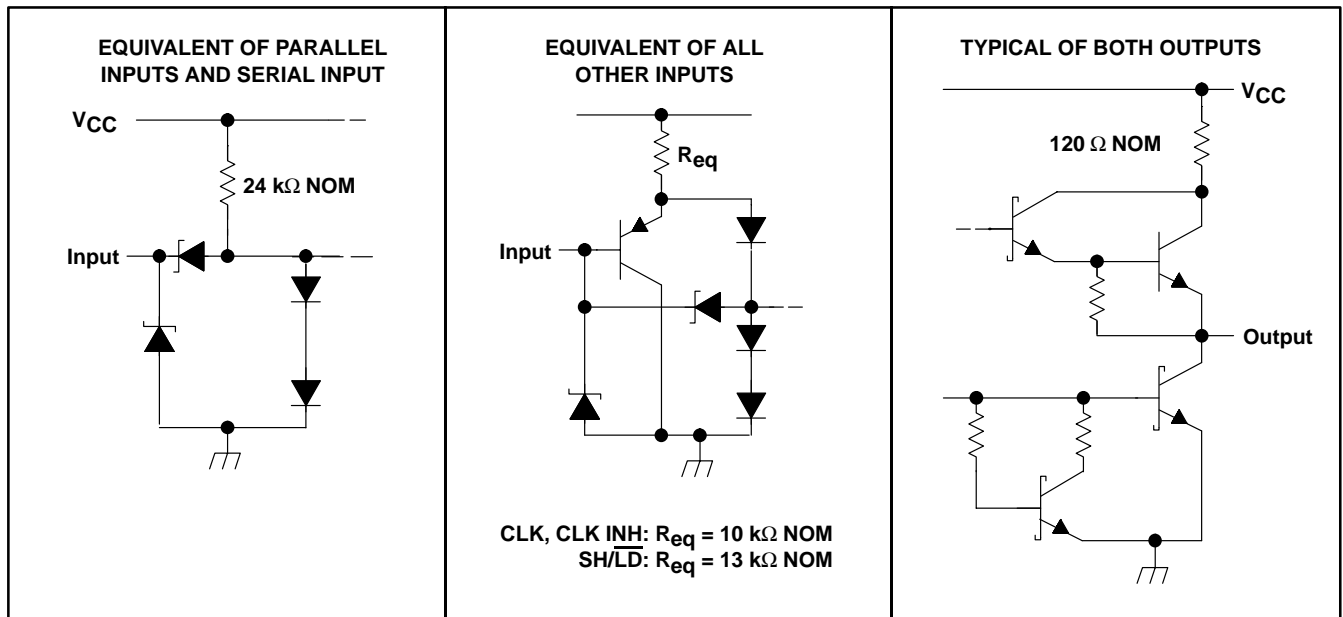 EQUIVALENT OF PARALLEL
INPUTS AND SERIAL INPUT
VCC
24 kΩ NOM
Input
EQUIVALENT OF ALL
OTHER INPUTS
Req
Input
CLK, CLK INH: Req = 10 kΩ NOM
SH/L̅D̅: Req = 13 kΩ NOM
TYPICAL OF BOTH OUTPUTS
VCC
120 Ω NOM
Output